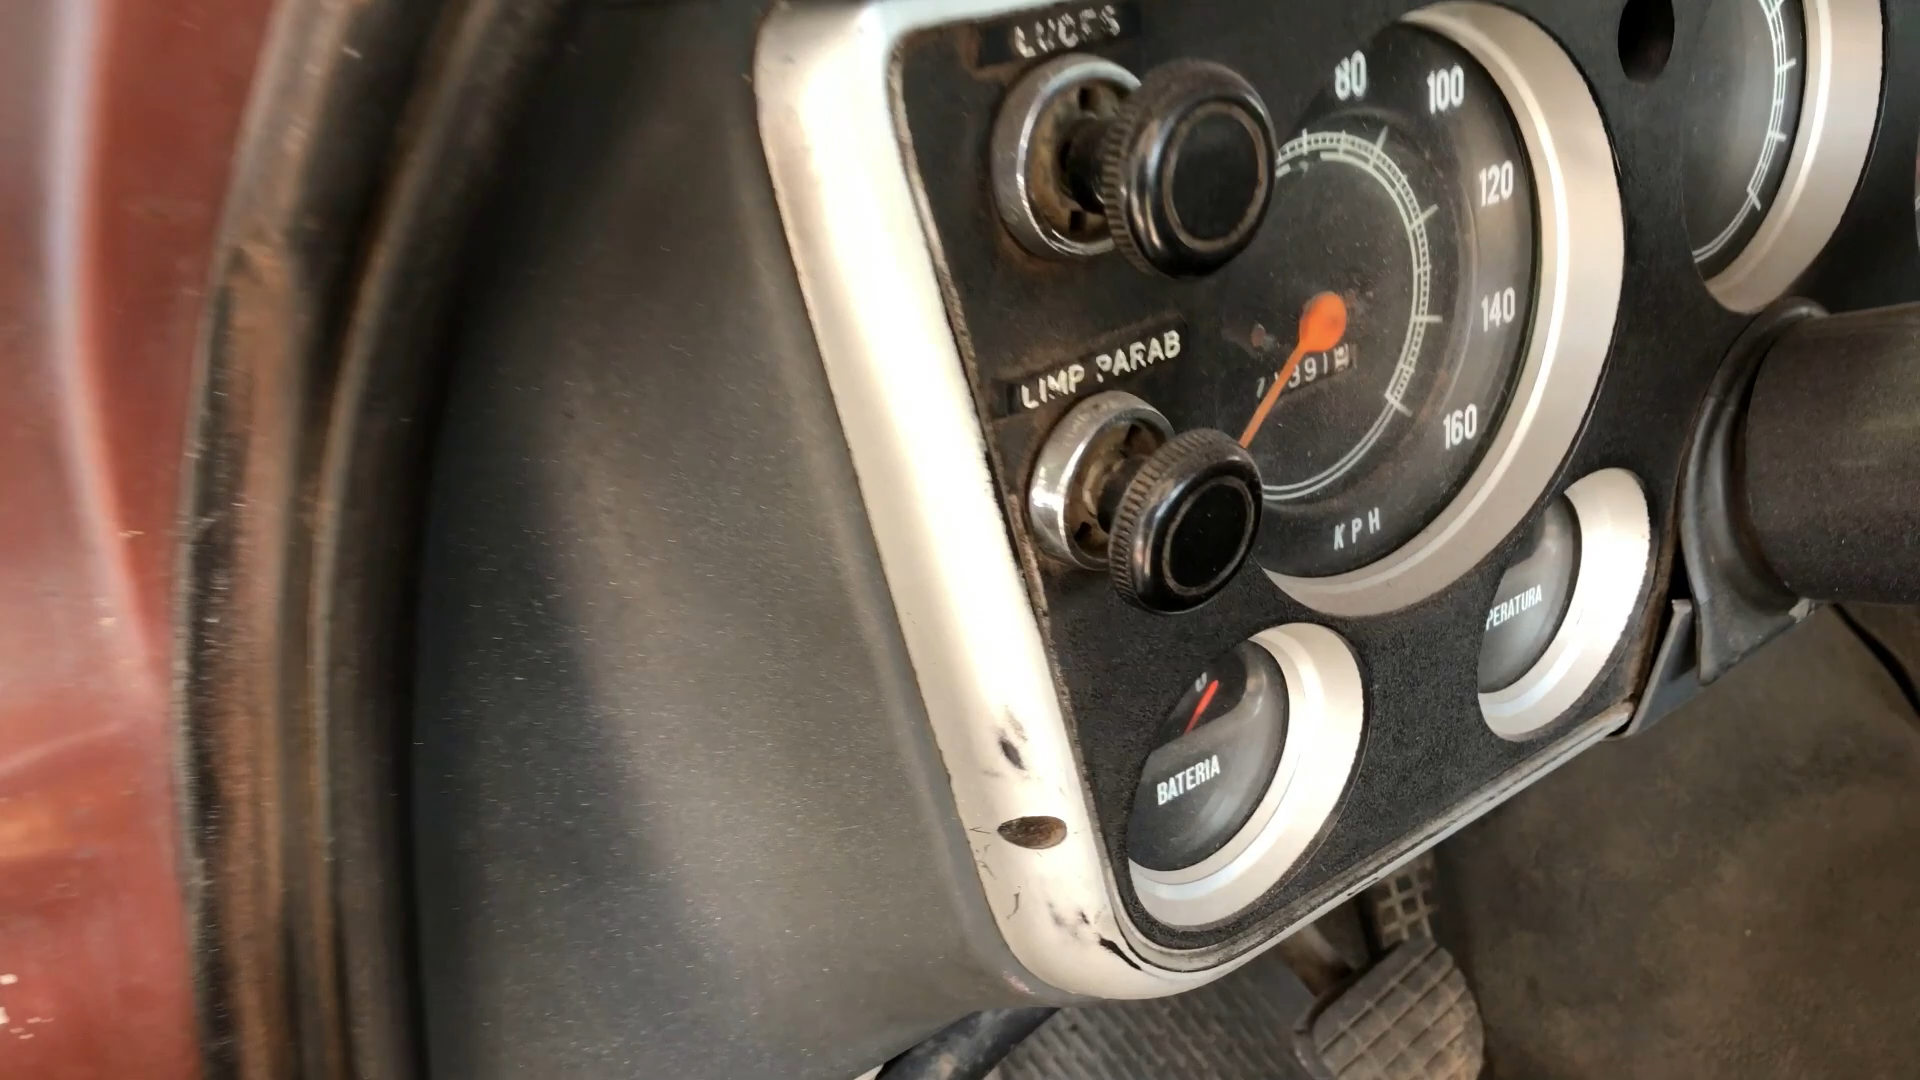 LUCES
80
100
120
140
160
LIMP PARAB
KPH
PERATURA
BATERIA